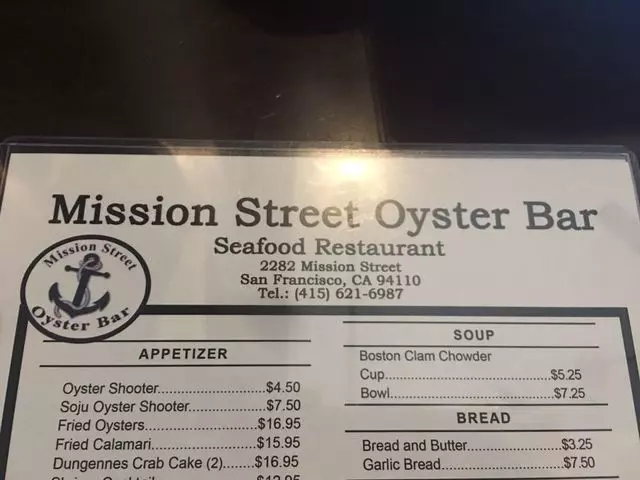 Mission Street Oyster Bar
Seafood Restaurant
2282 Mission Street
San Francisco, CA 94110
Tel.: (415) 621-6987
Mission Street
Oyster Bar
APPETIZER
Oyster Shooter..............................$4.50
Soju Oyster Shooter......................$7.50
Fried Oysters..............................$16.95
Fried Calamari............................$15.95
Dungennes Crab Cake (2).......$16.95
$12.95
SOUP
Boston Clam Chowder
Cup...............................................$5.25
Bowl..............................................$7.25
BREAD
Bread and Butter..........................$3.25
Garlic Bread.................................$7.50